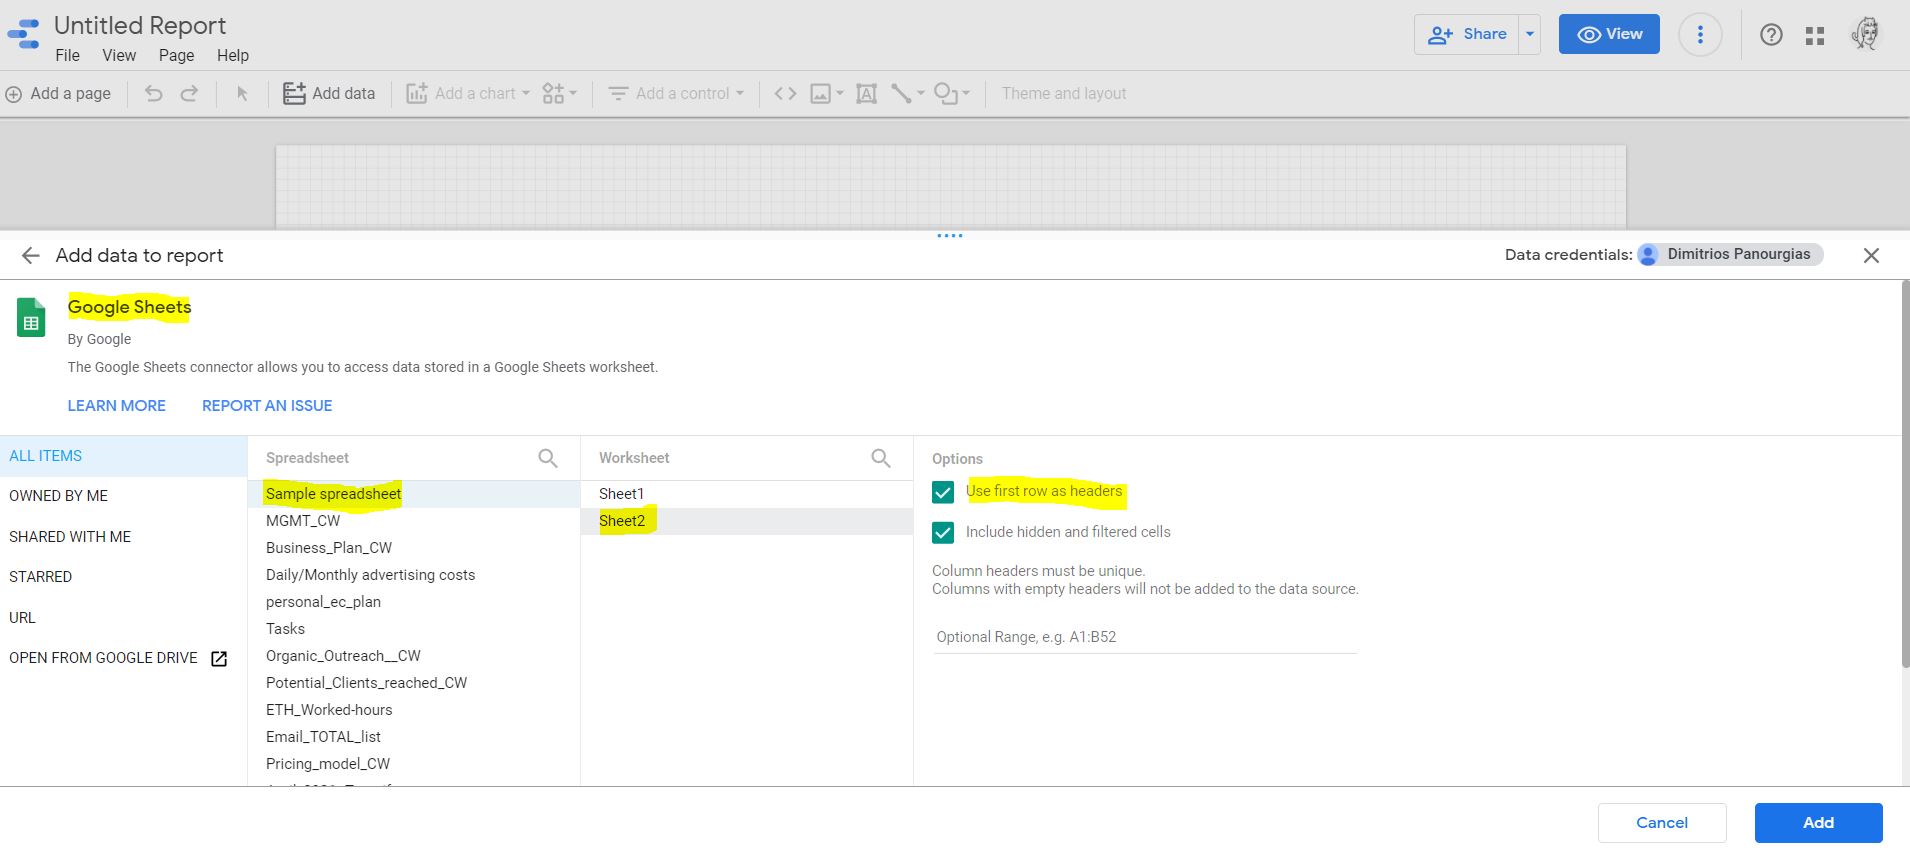 Untitled Report
File View Page Help
Share View
Add a page Add data Add a chart Add a control A Theme and layout
Add data to report
Data credentials: Dimitrios Panourgias
Google Sheets
By Google
The Google Sheets connector allows you to access data stored in a Google Sheets worksheet.
LEARN MORE REPORT AN ISSUE
ALL ITEMS
OWNED BY ME
SHARED WITH ME
STARRED
URL
OPEN FROM GOOGLE DRIVE
Spreadsheet
Sample spreadsheet
MGMT_CW
Business_Plan_CW
Daily/Monthly advertising costs
personal_ec_plan
Tasks
Organic_Outreach__CW
Potential_Clients_reached_CW
ETH_Worked-hours
Email_TOTAL_list
Pricing_model_CW
Worksheet
Sheet1
Sheet2
Options
Use first row as headers
Include hidden and filtered cells
Column headers must be unique.
Columns with empty headers will not be added to the data source.
Optional Range, e.g. A1:B52
Cancel Add